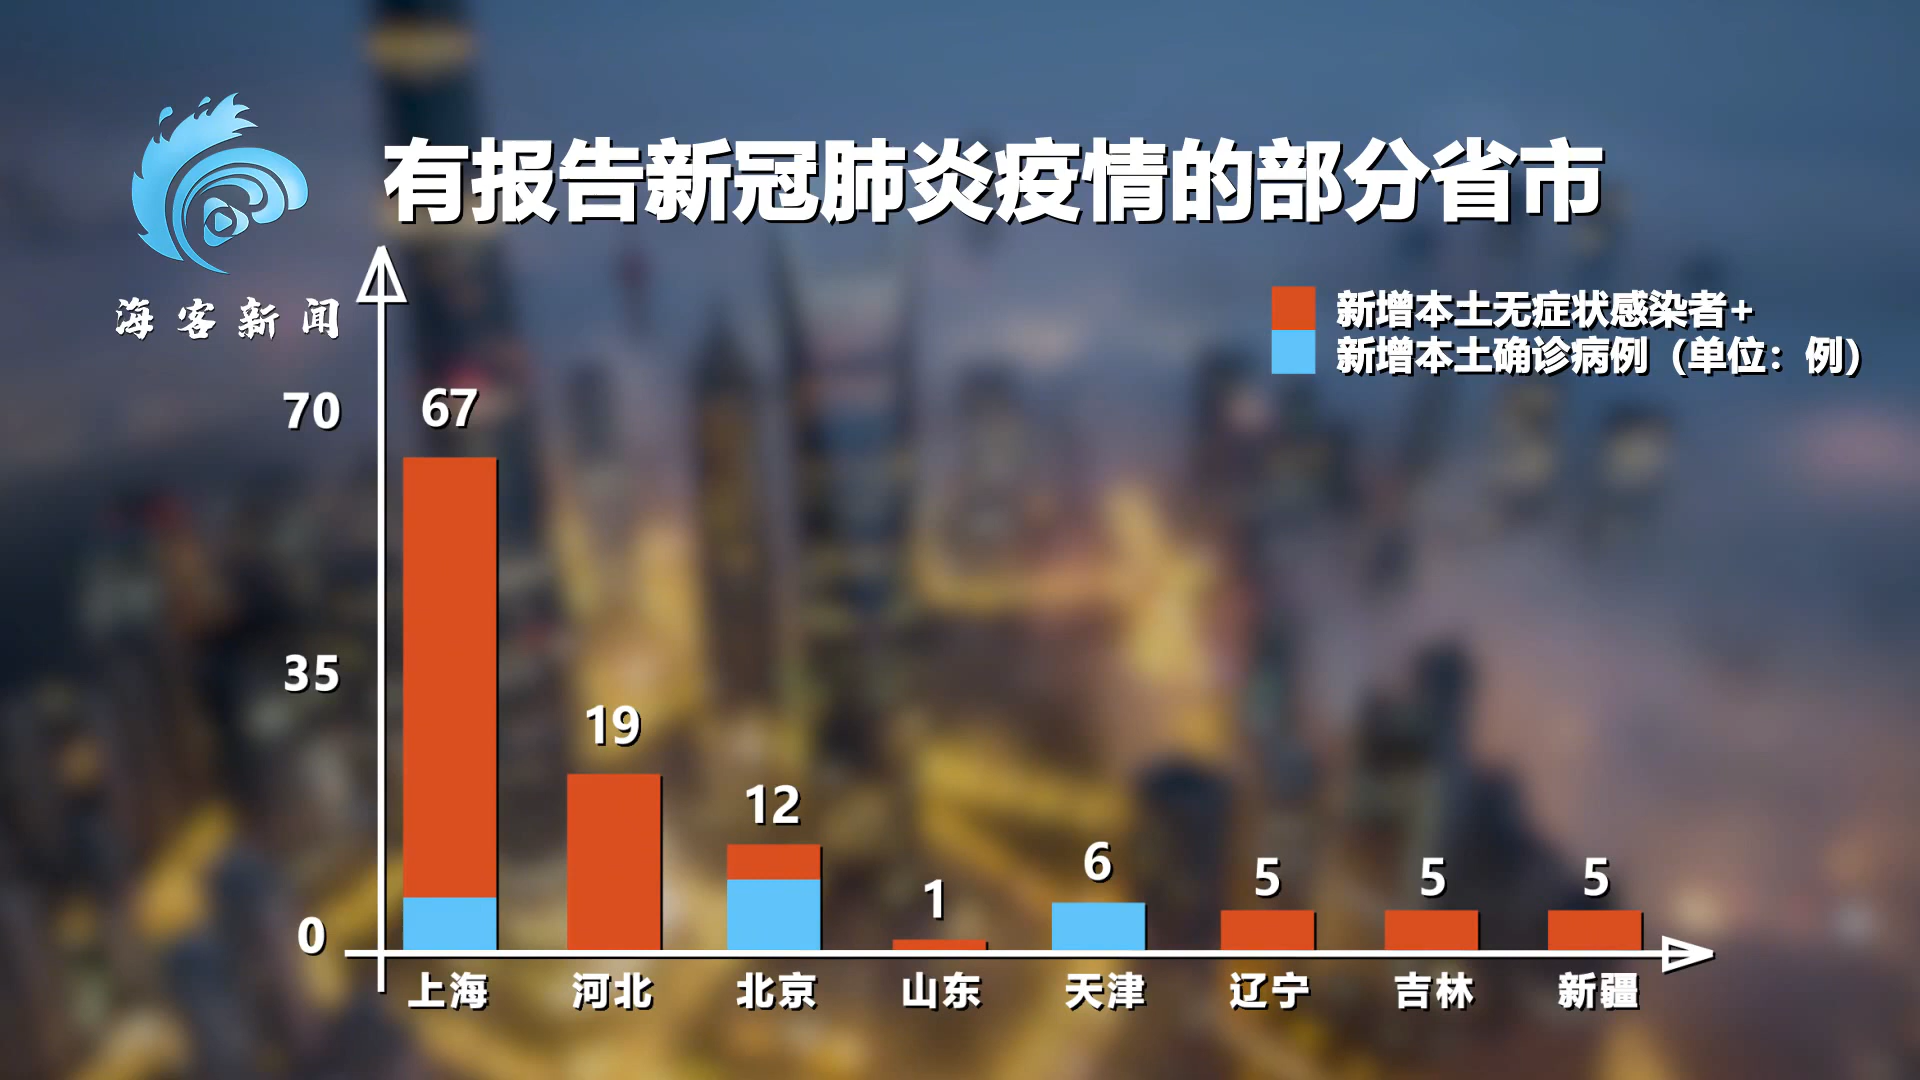 有报告新冠肺炎疫情的部分省市
海客新闻
新增本土无症状感染者+
新增本土确诊病例（单位：例）
70
35
0
67
19
12
1
6
5
5
5
上海
河北
北京
山东
天津
辽宁
吉林
新疆